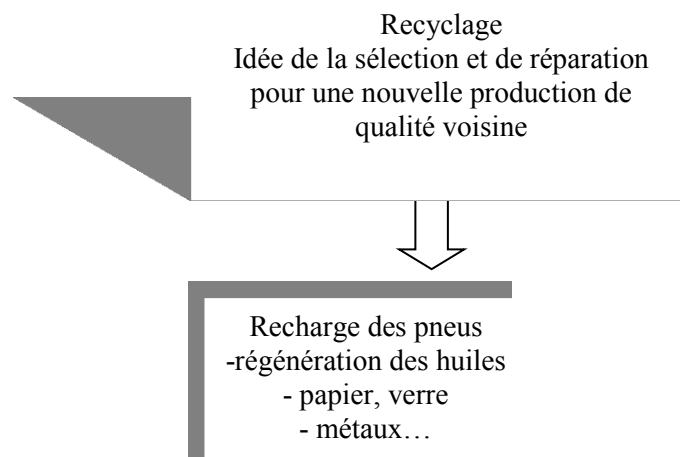 Recyclage
Idée de la sélection et de réparation
pour une nouvelle production de
qualité voisine
Recharge des pneus
-régénération des huiles
- papier, verre
- métaux…